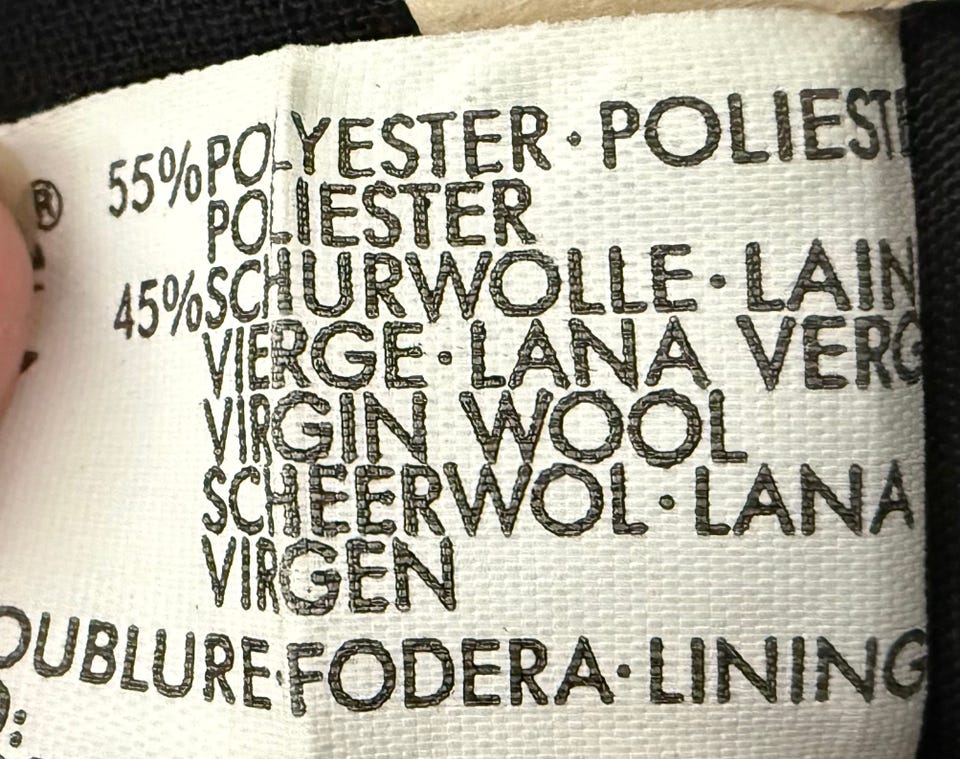 ®
55% POLYESTER · POLIESTE
POLIESTER
45% SCHURWOLLE · LAIN
VIERGE · LANA VERG
VIRGIN WOOL
SCHEERWOL · LANA
VIRGEN
OUBLURE · FODERA · LINING
: